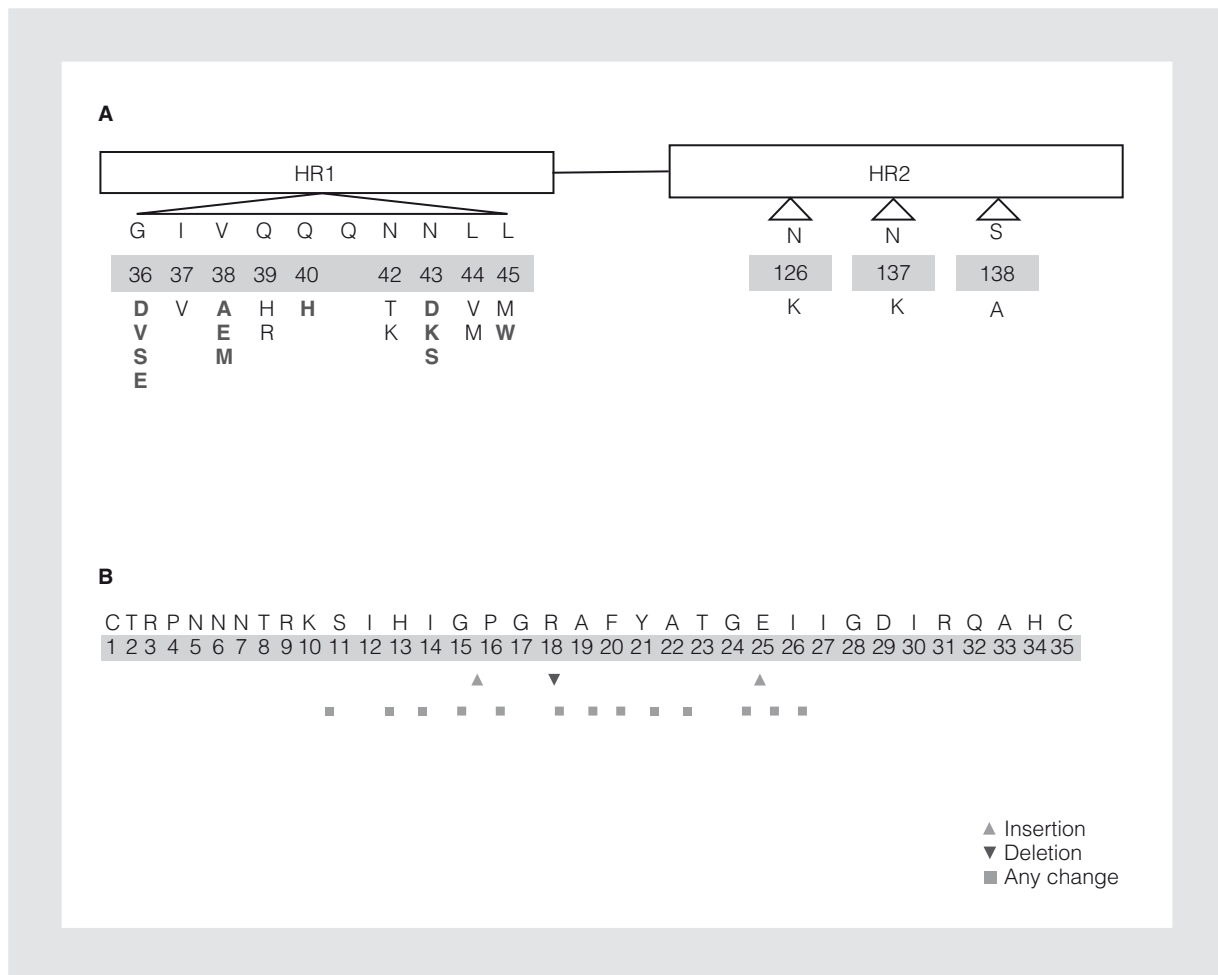 A
HR1 HR2
G I V Q Q Q N N L L
N N S
36 37 38 39 40 42 43 44 45
126 137 138
D V A H H T D V M
K K A
V E R K K M W
S M S
E
B
C T R P N N N T R K S I H I G P G R A F Y A T G E I I G D I R Q A H C
1 2 3 4 5 6 7 8 9 10 11 12 13 14 15 16 17 18 19 20 21 22 23 24 25 26 27 28 29 30 31 32 33 34 35
Insertion
Deletion
Any change